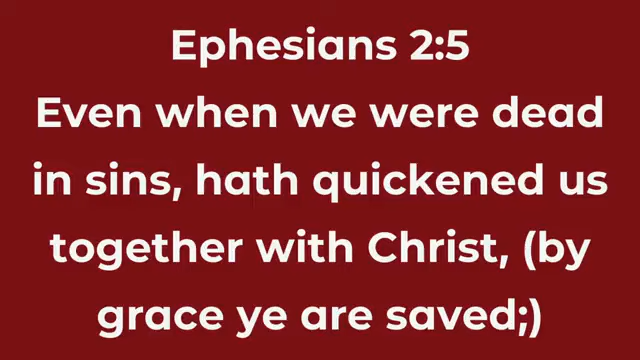 Ephesians 2:5
Even when we were dead
in sins, hath quickened us
together with Christ, (by
grace ye are saved;)